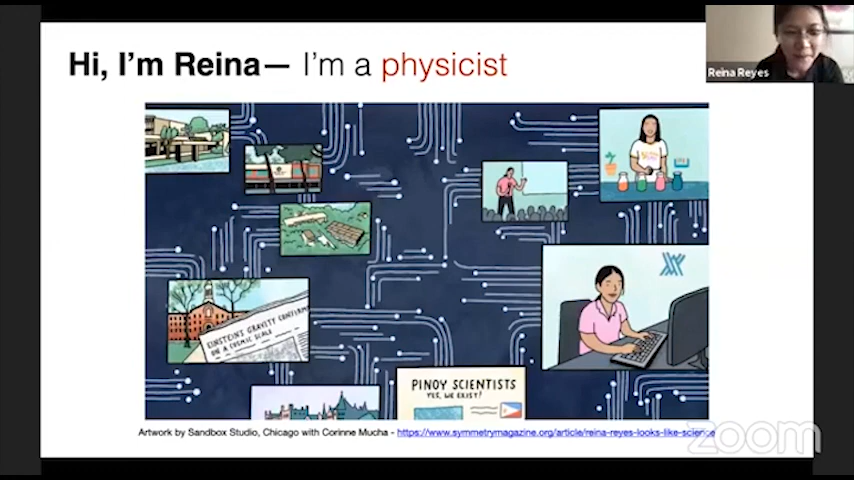 Hi, I'm Reina— I'm a physicist
Reina Reyes
EINSTEIN'S GRAVITY CONFIRM
ON A COSMIC SCALE
PINOY SCIENTISTS
YES, WE EXIST!
Artwork by Sandbox Studio, Chicago with Corinne Mucha - https://www.symmetrymagazine.org/article/reina-reyes-looks-like-science
zoom